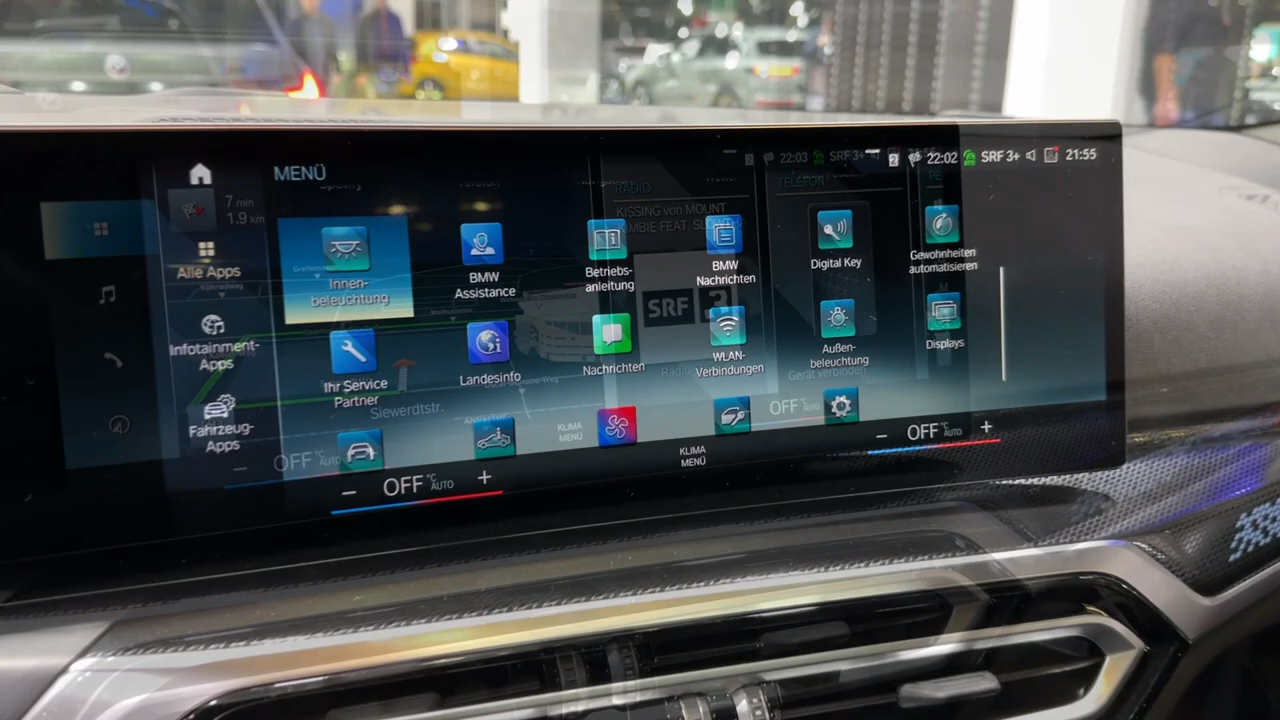 MENÜ
22:03
SRF 3+
22:02
SRF 3+
21:55
7 min
1.9 km
RADIO
TELEFON
KISSING von MOUNT
Alle Apps
Innen-
beleuchtung
BMW
Assistance
Betriebs-
anleitung
BMW
Nachrichten
Digital Key
Gewohnheiten
automatisieren
SRF 3
Infotainment-
Apps
Ihr Service
Partner
Landesinfo
Nachrichten
WLAN-
Verbindungen
Außen-
beleuchtung
Displays
Gerät verbinden
Siewerdtstr.
Fahrzeug-
Apps
OFF °C AUTO
KLIMA
MENÜ
OFF °C AUTO
− OFF °C AUTO +
KLIMA
MENÜ
− OFF °C AUTO +